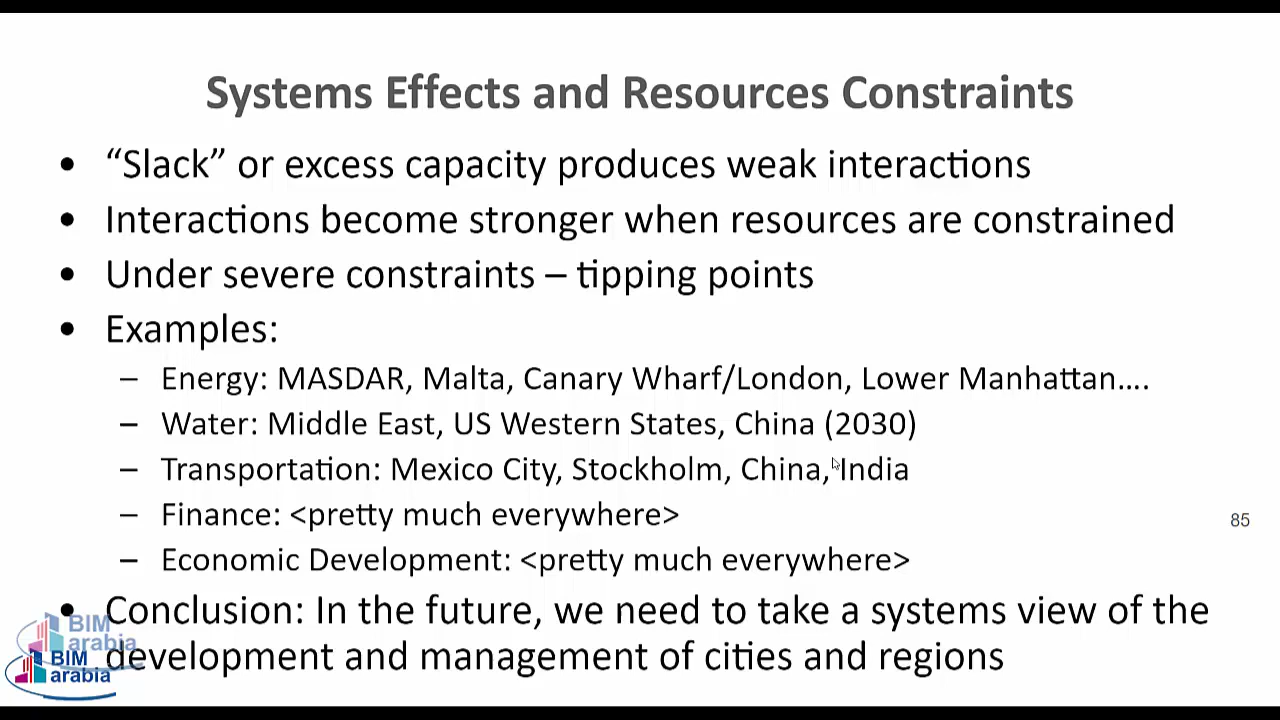 Systems Effects and Resources Constraints
• “Slack” or excess capacity produces weak interactions
• Interactions become stronger when resources are constrained
• Under severe constraints – tipping points
• Examples:
– Energy: MASDAR, Malta, Canary Wharf/London, Lower Manhattan....
– Water: Middle East, US Western States, China (2030)
– Transportation: Mexico City, Stockholm, China, India
– Finance: <pretty much everywhere>
85
– Economic Development: <pretty much everywhere>
• Conclusion: In the future, we need to take a systems view of the
development and management of cities and regions
BIM
arabia
BIM
arabia